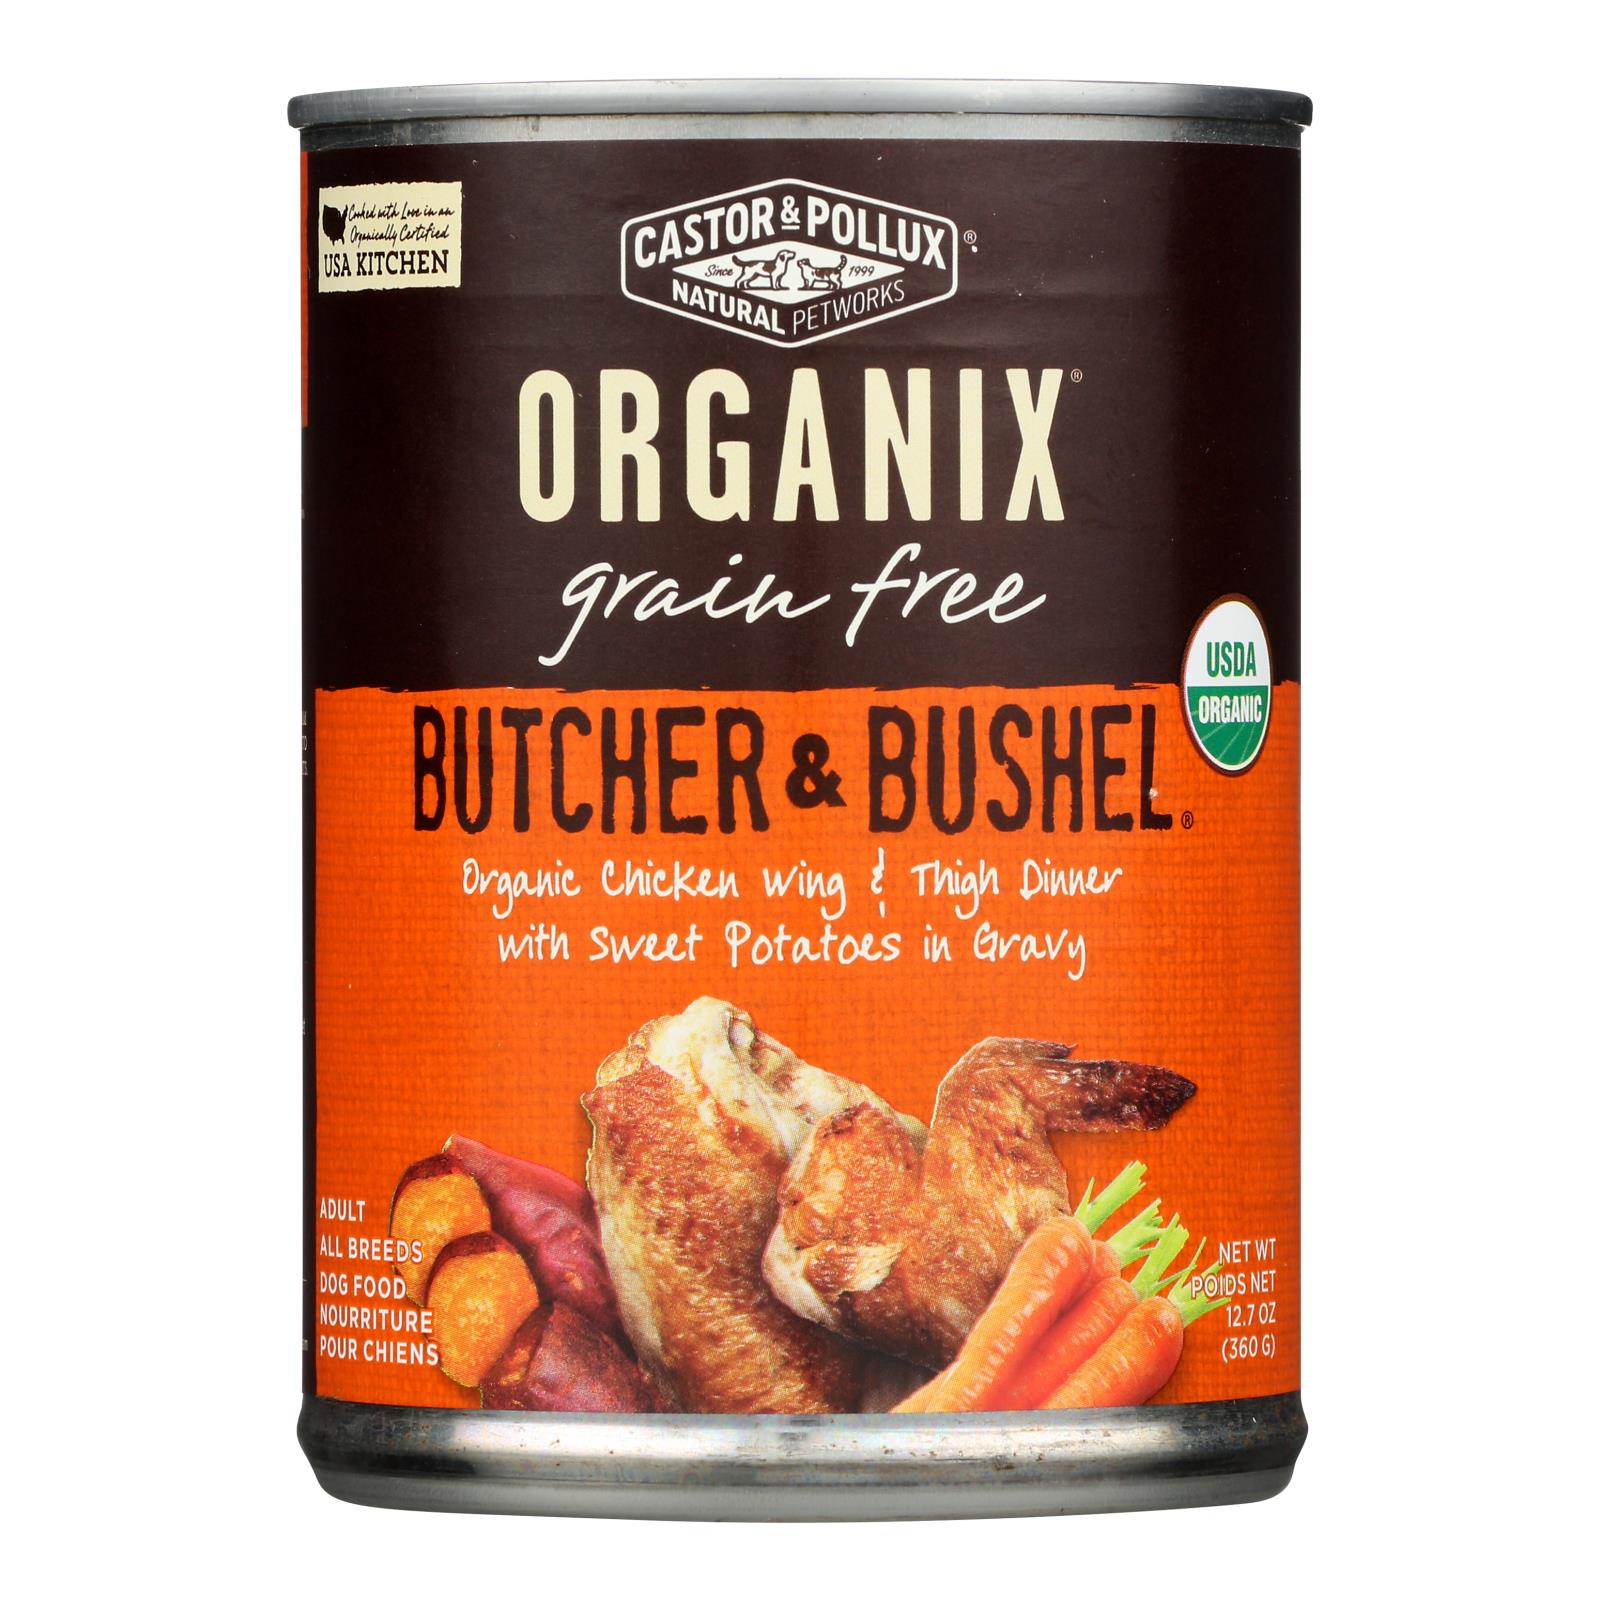 Cooked with Love in an
Organically Certified
USA KITCHEN
CASTOR & POLLUX ®
Since 1999
NATURAL PETWORKS
ORGANIX®
grain free
USDA
ORGANIC
BUTCHER & BUSHEL®
Organic Chicken Wing & Thigh Dinner
with Sweet Potatoes in Gravy
ADULT
ALL BREEDS
DOG FOOD
NOURRITURE
POUR CHIENS
NET WT
POIDS NET
12.7 OZ
(360 G)